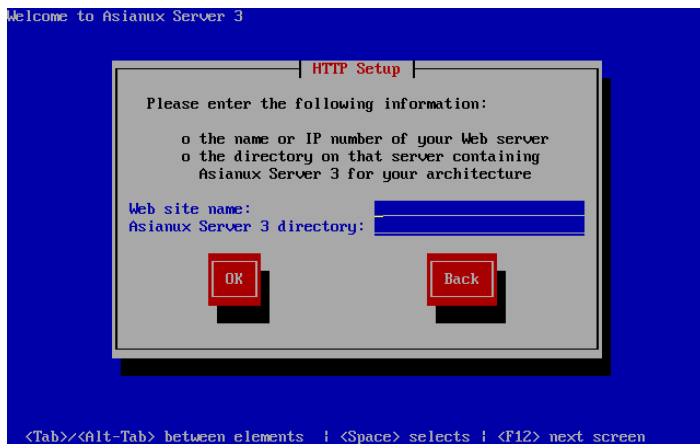 Welcome to Asianux Server 3
HTTP Setup
Please enter the following information:
o the name or IP number of your Web server
o the directory on that server containing
Asianux Server 3 for your architecture
Web site name:
Asianux Server 3 directory:
OK
Back
<Tab>/<Alt-Tab> between elements | <Space> selects | <F12> next screen